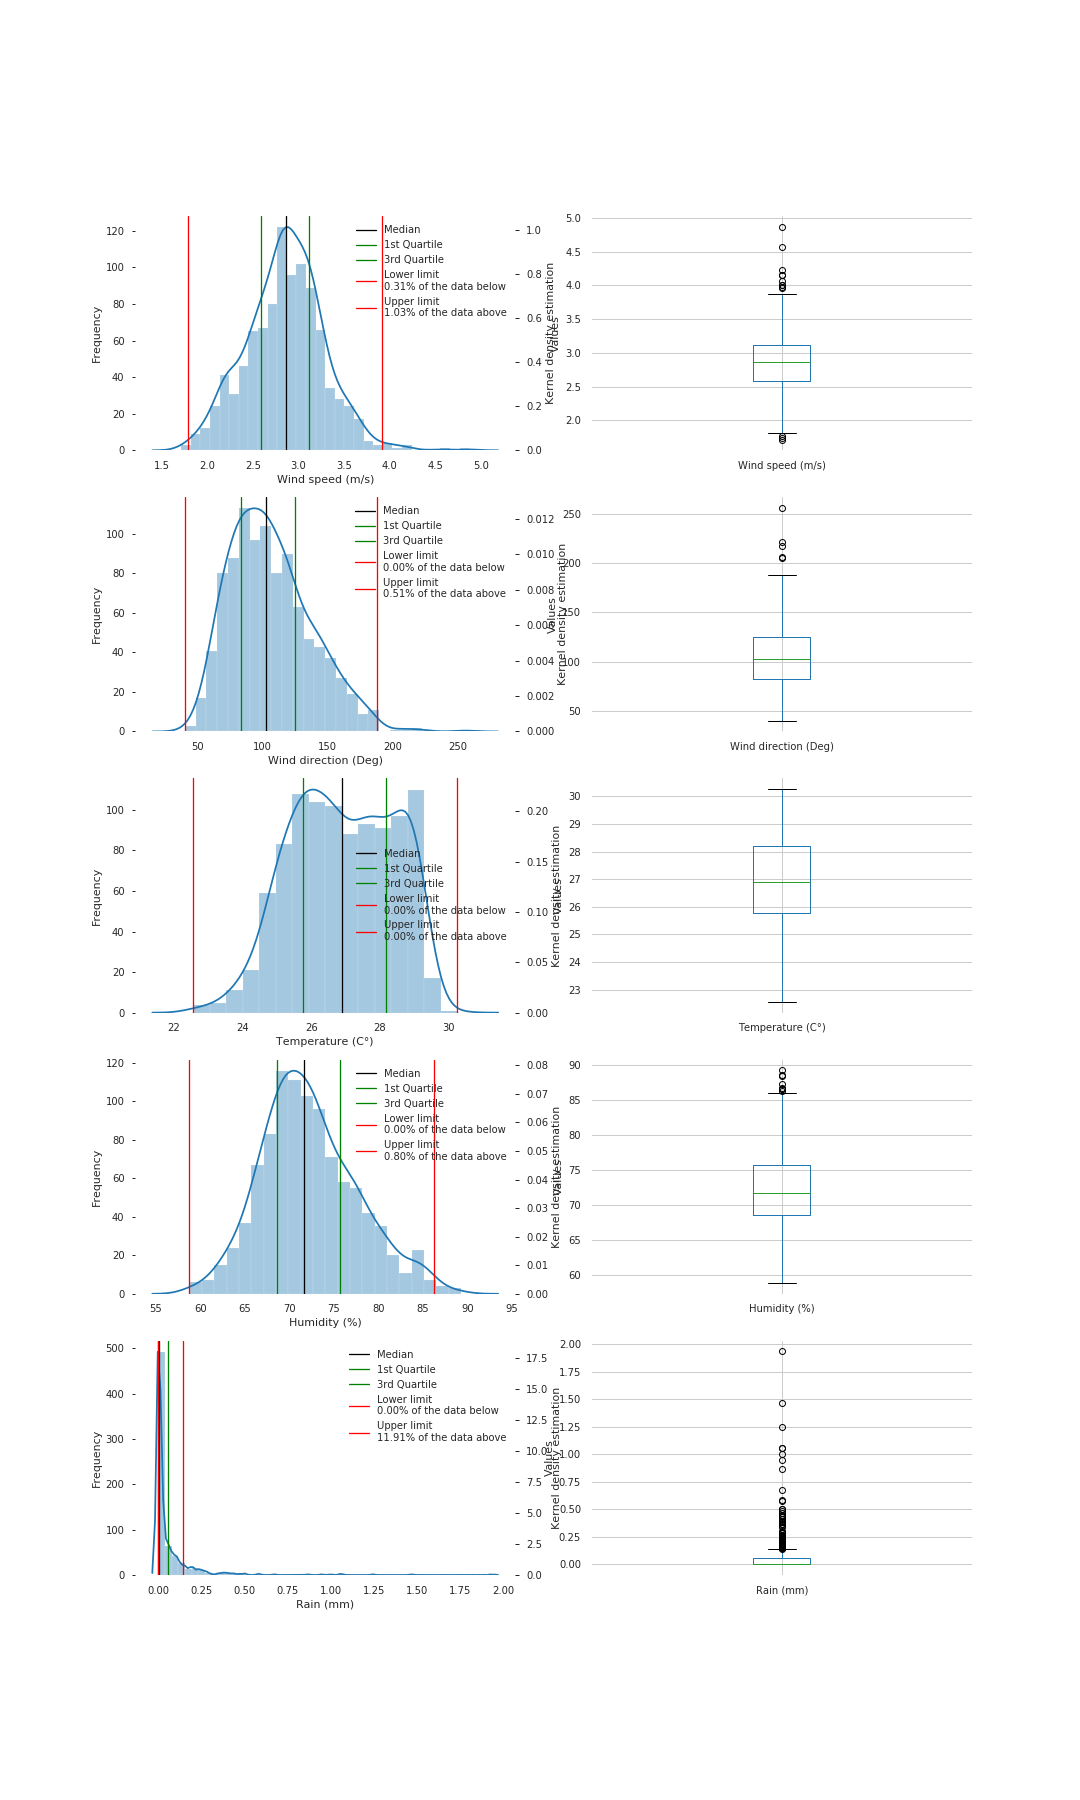 120
100
80
60
40
20
0
Frequency
1.5 2.0 2.5 3.0 3.5 4.0 4.5 5.0
Wind speed (m/s)
Median
1st Quartile
3rd Quartile
Lower limit
0.31% of the data below
Upper limit
1.03% of the data above
1.0
0.8
0.6
0.4
0.2
0.0
Kernel density estimation
Values
5.0
4.5
4.0
3.5
3.0
2.5
2.0
Wind speed (m/s)
100
80
60
40
20
0
Frequency
50 100 150 200 250
Wind direction (Deg)
Median
1st Quartile
3rd Quartile
Lower limit
0.00% of the data below
Upper limit
0.51% of the data above
0.012
0.010
0.008
0.006
0.004
0.002
0.000
Kernel density estimation
Values
250
200
150
100
50
Wind direction (Deg)
100
80
60
40
20
0
Frequency
22 24 26 28 30
Temperature (C°)
Median
1st Quartile
3rd Quartile
Lower limit
0.00% of the data below
Upper limit
0.00% of the data above
0.20
0.15
0.10
0.05
0.00
Kernel density estimation
Values
30
29
28
27
26
25
24
23
Temperature (C°)
120
100
80
60
40
20
0
Frequency
55 60 65 70 75 80 85 90 95
Humidity (%)
Median
1st Quartile
3rd Quartile
Lower limit
0.00% of the data below
Upper limit
0.80% of the data above
0.08
0.07
0.06
0.05
0.04
0.03
0.02
0.01
0.00
Kernel density estimation
Values
90
85
80
75
70
65
60
Humidity (%)
500
400
300
200
100
0
Frequency
0.00 0.25 0.50 0.75 1.00 1.25 1.50 1.75 2.00
Rain (mm)
Median
1st Quartile
3rd Quartile
Lower limit
0.00% of the data below
Upper limit
11.91% of the data above
17.5
15.0
12.5
10.0
7.5
5.0
2.5
0.0
Kernel density estimation
Values
2.00
1.75
1.50
1.25
1.00
0.75
0.50
0.25
0.00
Rain (mm)